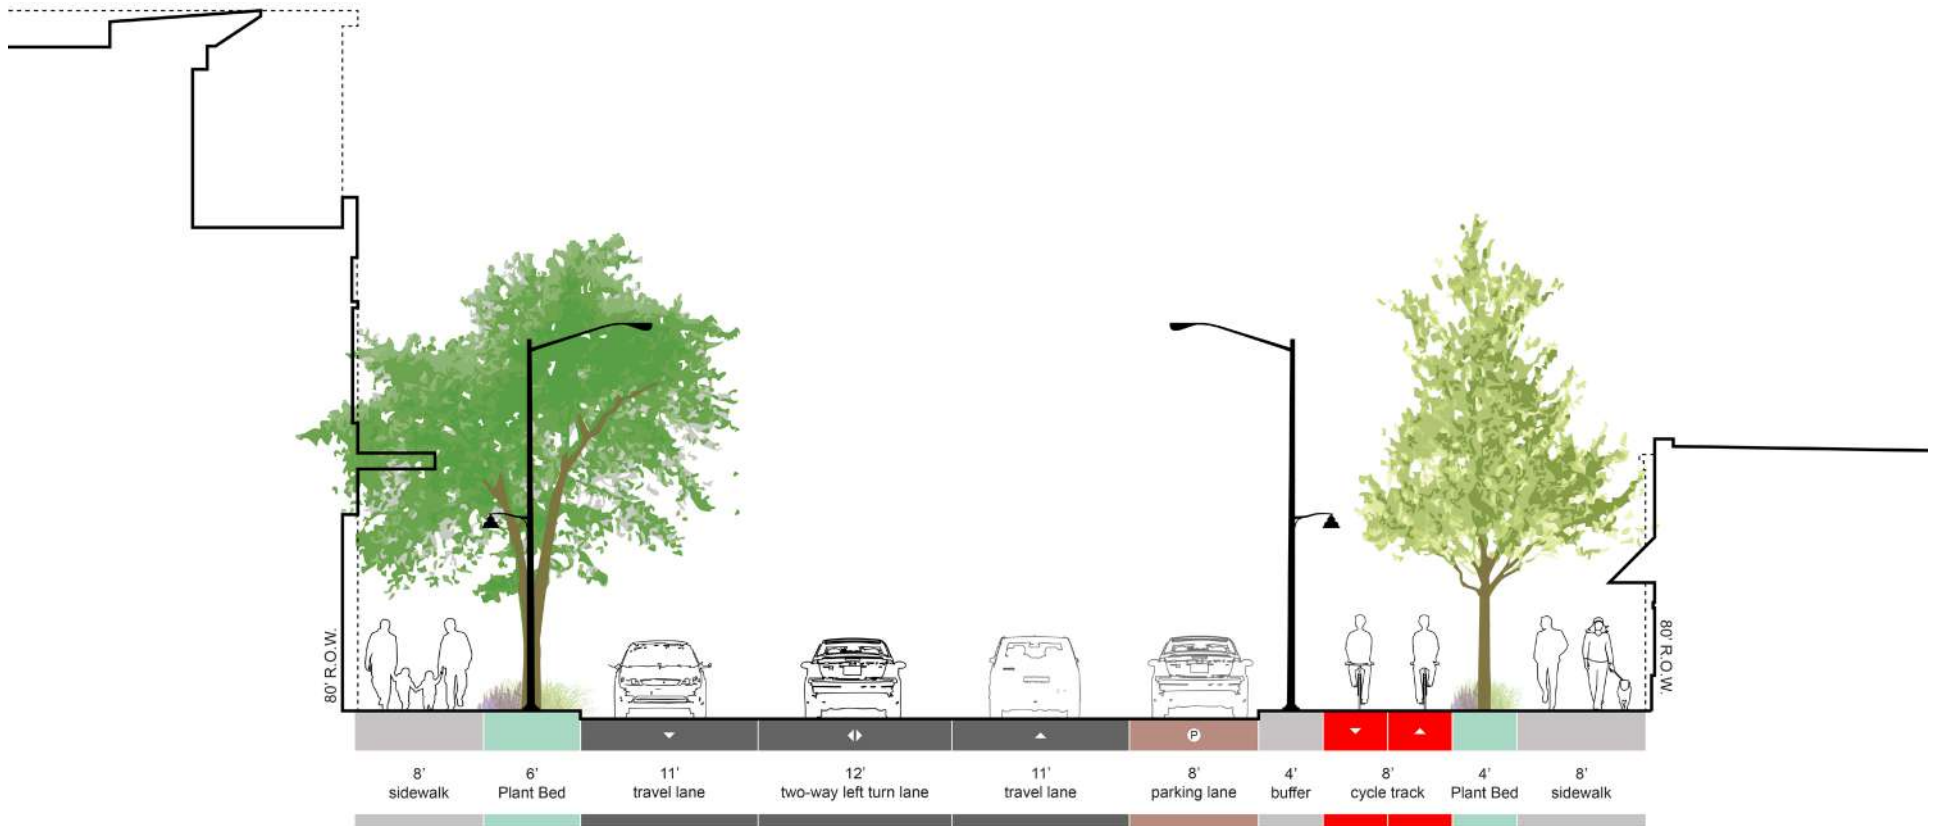 80' R.O.W.
80' R.O.W.
P
8' 6' 11' 12' 11' 8' 4' 8' 4' 8'
sidewalk Plant Bed travel lane two-way left turn lane travel lane parking lane buffer cycle track Plant Bed sidewalk